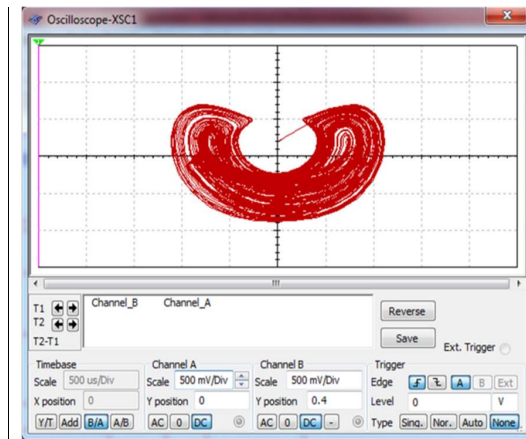 Oscilloscope-XSC1
T1
T2
T2-T1
Channel_B Channel_A
Reverse
Save
Ext. Trigger
Timebase
Scale 500 us/Div
X position 0
Y/T Add B/A A/B
Channel A
Scale 500 mV/Div
Y position 0
AC 0 DC
Channel B
Scale 500 mV/Div
Y position 0.4
AC 0 DC -
Trigger
Edge A B Ext
Level 0 V
Type Sing. Nor. Auto None